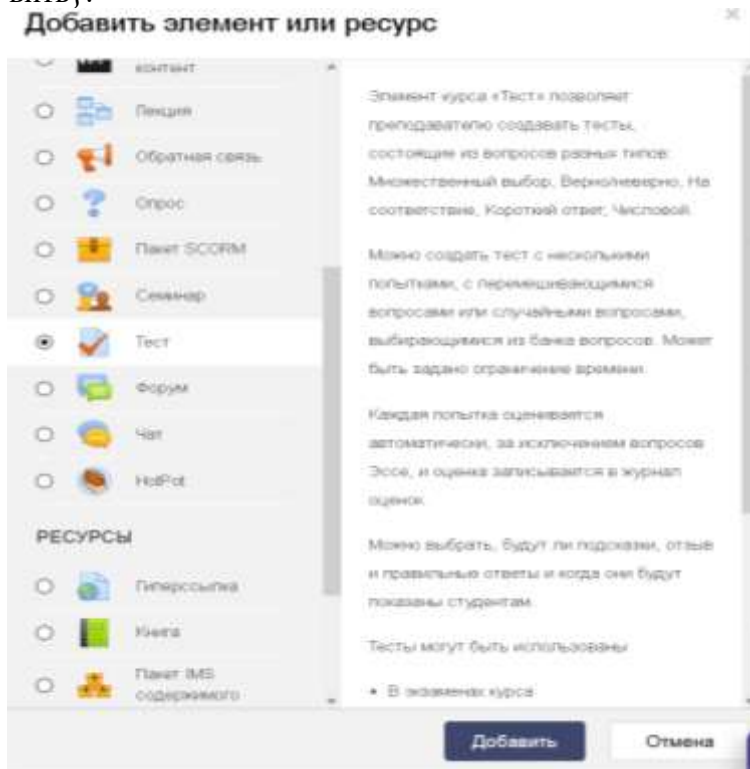 вить,.
Добавить элемент или ресурс
контент
Лекция
Обратная связь
Опрос
Пакет SCORM
Семинар
Тест
Форум
Чат
HotPot
РЕСУРСЫ
Гиперссылка
Книга
Пакет IMS
содержимого
Элемент курса «Тест» позволяет
преподавателю создавать тесты,
состоящие из вопросов разных типов:
Множественный выбор, Верно/неверно, На
соответствие, Короткий ответ, Числовой.
Можно создать тест с несколькими
попытками, с перемешивающимися
вопросами или случайными вопросами,
выбирающимися из банка вопросов. Может
быть задано ограничение времени.
Каждая попытка оценивается
автоматически, за исключением вопросов
Эссе, и оценка записывается в журнал
оценок.
Можно выбрать, будут ли подсказки, отзыв
и правильные ответы и когда они будут
показаны студентам.
Тесты могут быть использованы
• В экзаменах курса
Добавить
Отмена